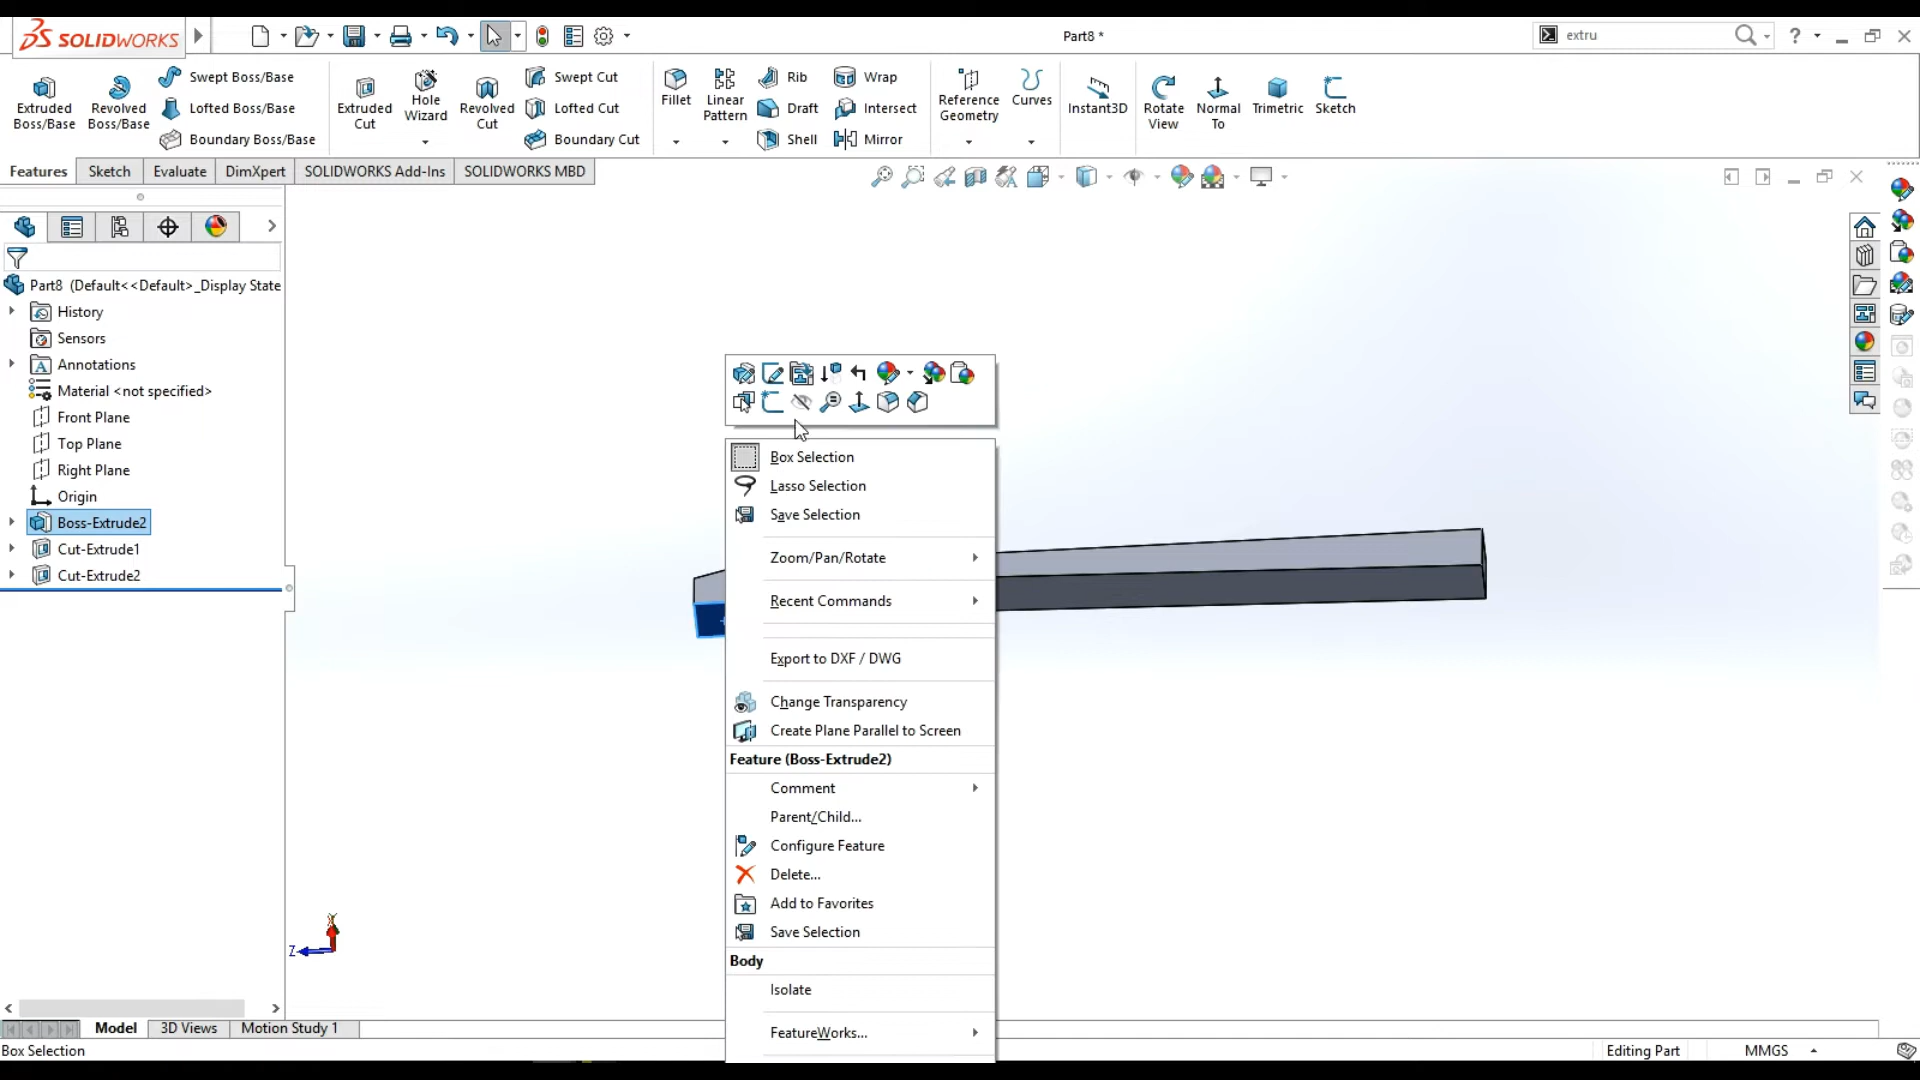 SOLIDWORKS
Part8 *
extru
Extruded Boss/Base
Revolved Boss/Base
Swept Boss/Base
Lofted Boss/Base
Boundary Boss/Base
Extruded Cut
Hole Wizard
Revolved Cut
Swept Cut
Lofted Cut
Boundary Cut
Fillet
Linear Pattern
Rib
Draft
Shell
Wrap
Intersect
Mirror
Reference Geometry
Curves
Instant3D
Rotate View
Normal To
Trimetric
Sketch
Features
Sketch
Evaluate
DimXpert
SOLIDWORKS Add-Ins
SOLIDWORKS MBD
Part8 (Default<<Default>_Display State
History
Sensors
Annotations
Material <not specified>
Front Plane
Top Plane
Right Plane
Origin
Boss-Extrude2
Cut-Extrude1
Cut-Extrude2
Box Selection
Lasso Selection
Save Selection
Zoom/Pan/Rotate
Recent Commands
Export to DXF / DWG
Change Transparency
Create Plane Parallel to Screen
Feature (Boss-Extrude2)
Comment
Parent/Child...
Configure Feature
Delete...
Add to Favorites
Save Selection
Body
Isolate
FeatureWorks...
Z
Model
3D Views
Motion Study 1
Box Selection
Editing Part
MMGS